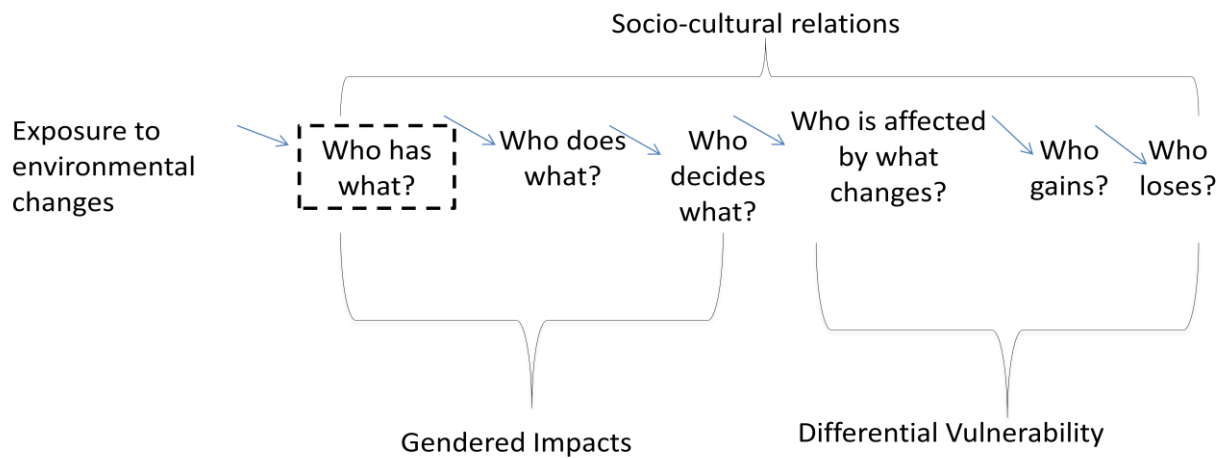 Socio-cultural relations
Exposure to
environmental
changes
Who has
what?
Who does
what?
Who
decides
what?
Who is affected
by what
changes?
Who
gains?
Who
loses?
Gendered Impacts
Differential Vulnerability